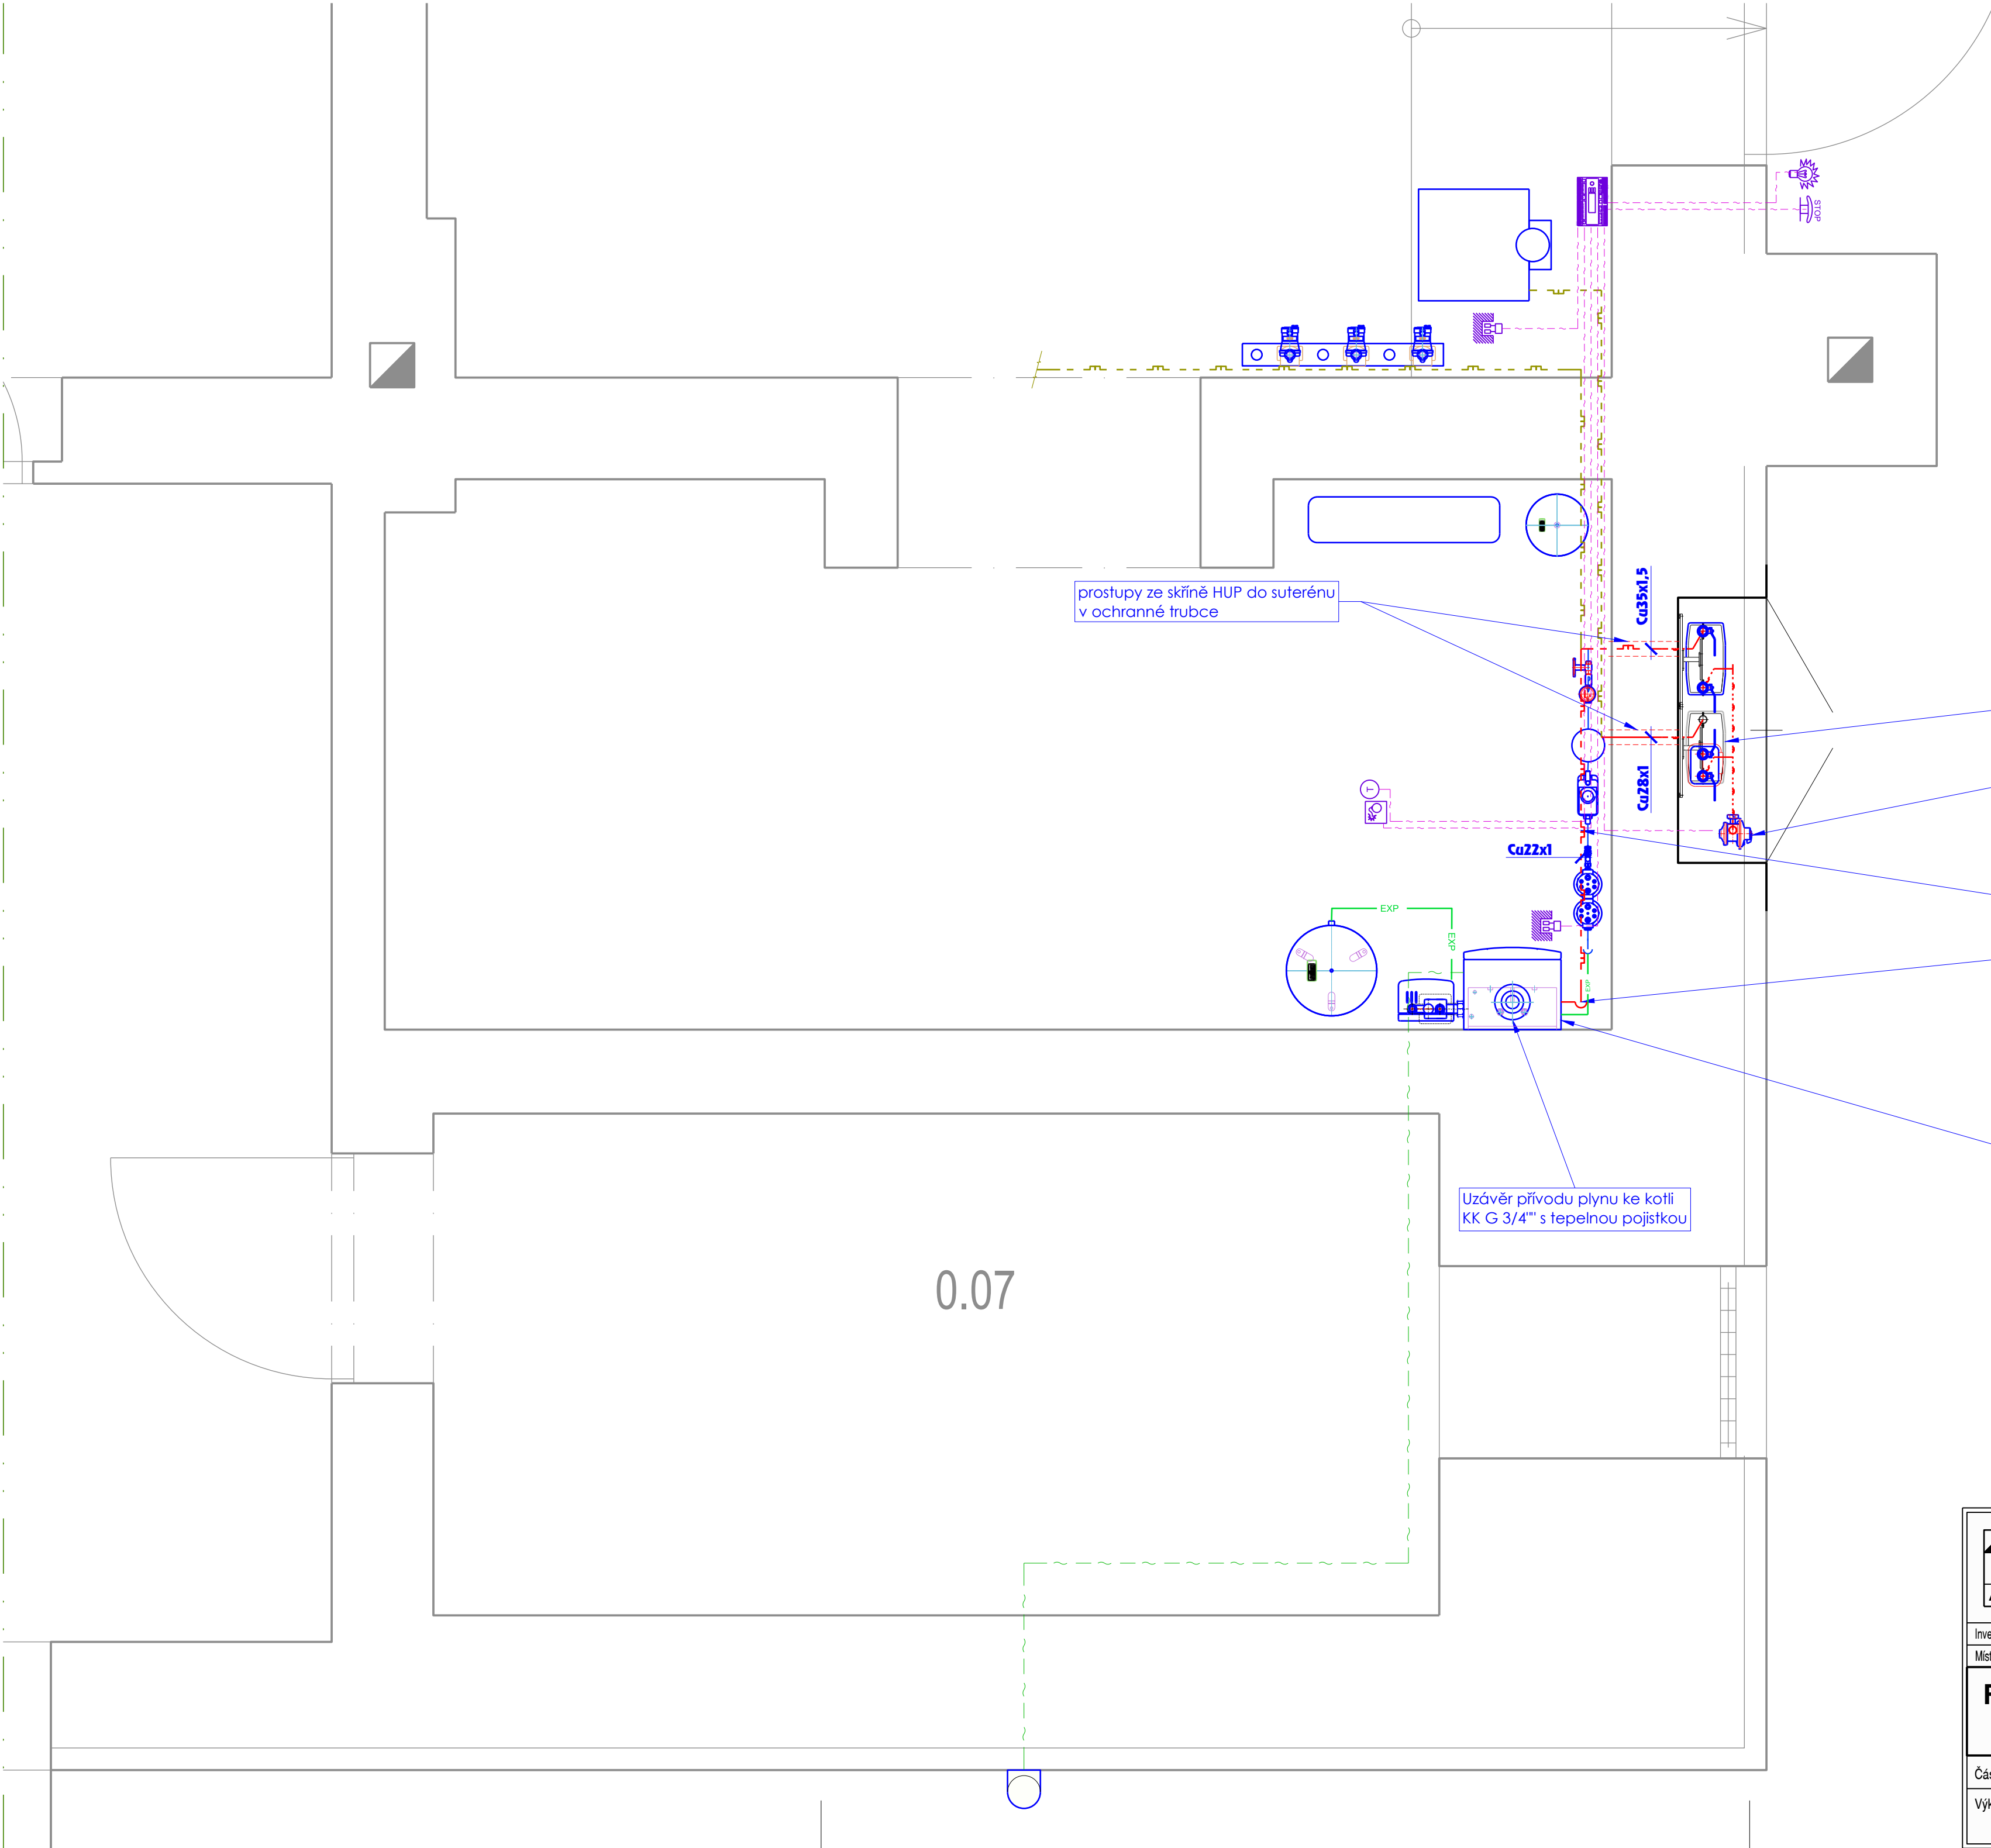 STOP
prostupy ze skříně HUP do suterénu
v ochranné trubce
Cu35x1,5
Cu28x1
T
Cu22x1
EXP
EXP
EXP
Uzávěr přívodu plynu ke kotli
KK G 3/4"" s tepelnou pojistkou
0.07